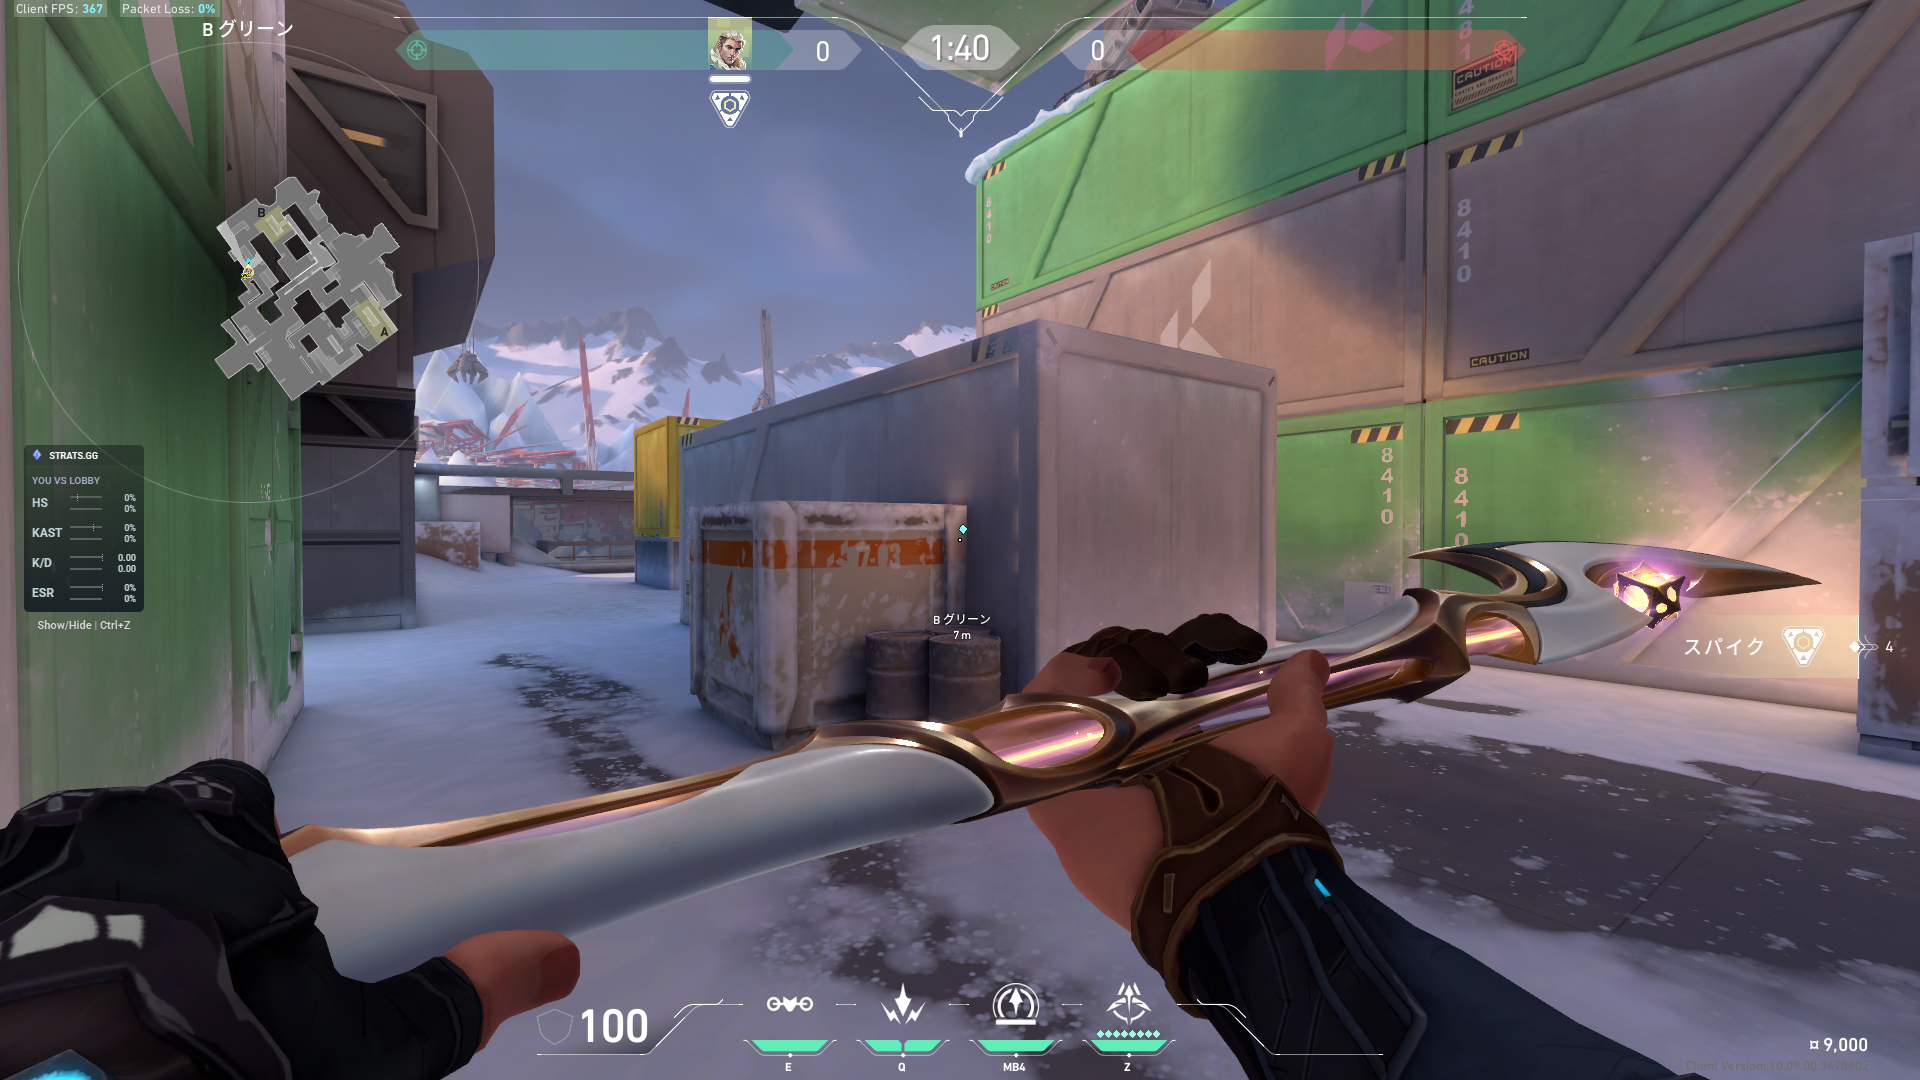 Client FPS: 367 Packet Loss: 0%
B グリーン
0
1:40
0
B
A
STRATS.GG
YOU VS LOBBY
HS 0%
0%
KAST 0%
0%
K/D 0.00
0.00
ESR 0%
0%
Show/Hide | Ctrl+Z
CAUTION
8410
8410
CAUTION
8410
8410
B グリーン
7m
スパイク
4
100
E
Q
MB4
Z
¤ 9,000